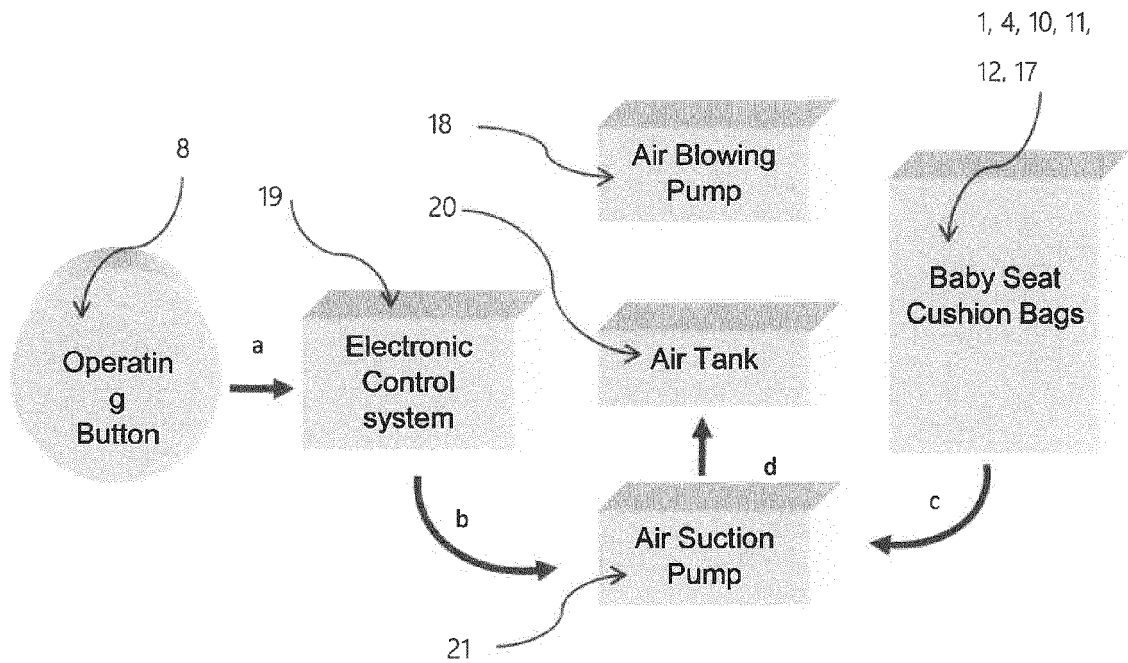 1, 4, 10, 11,
12, 17
18
Air Blowing
Pump
8
19
20
Baby Seat
Cushion Bags
Operatin
g
Button
a
Electronic
Control
system
Air Tank
b
d
c
Air Suction
Pump
21